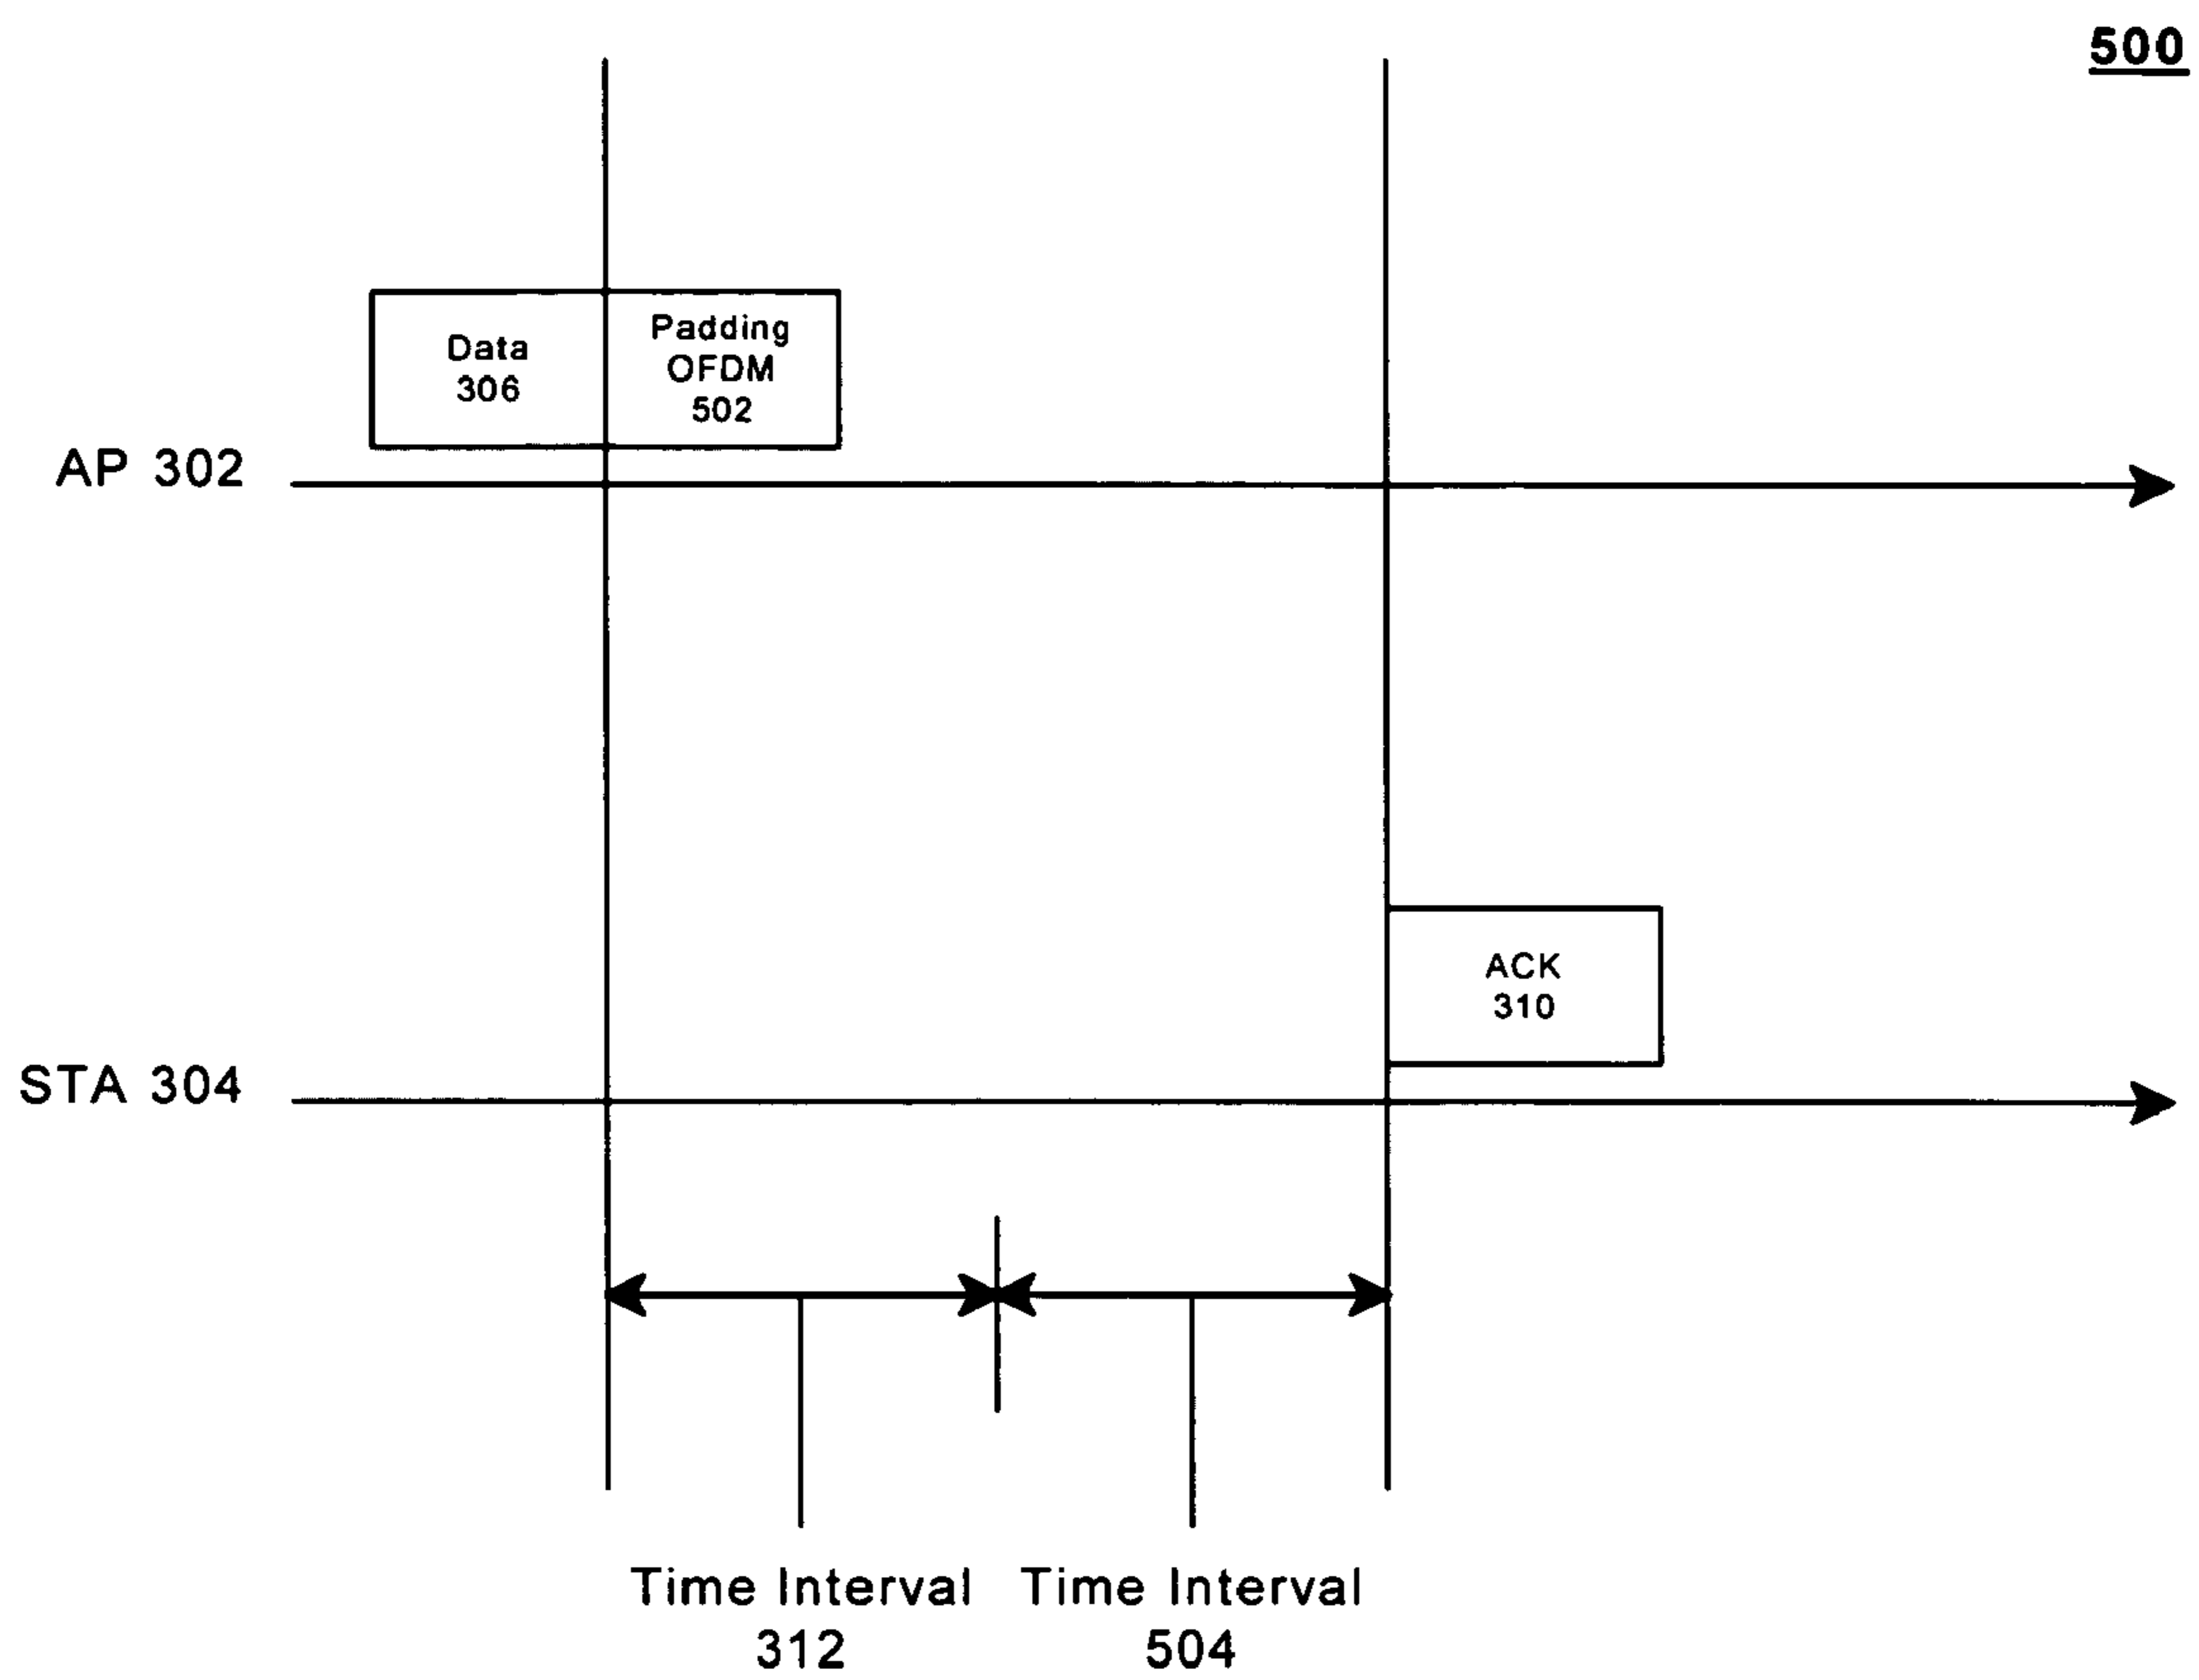 500
Data
306
Padding
OFDM
502
AP 302
ACK
310
STA 304
Time Interval
312
Time Interval
504